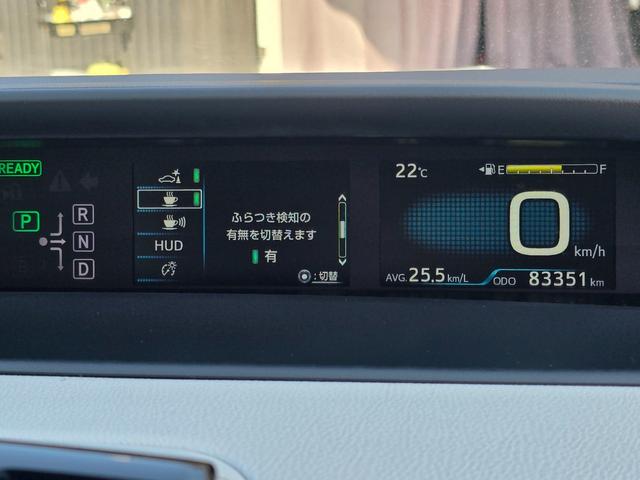 READY
P
R
N
D
HUD
ふらつき検知の
有無を切替えます
有
:切替
22℃
E
F
0
km/h
AVG. 25.5 km/L
ODO 83351 km